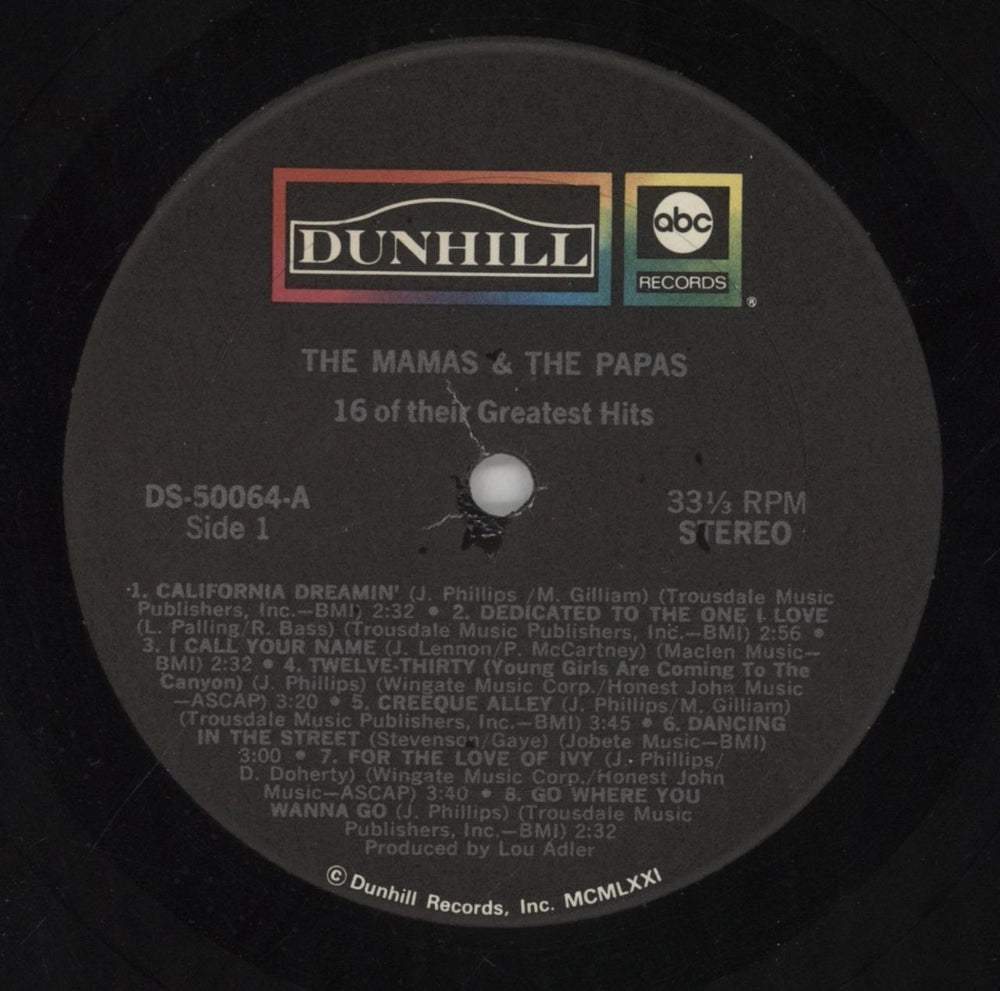 DUNHILL
abc
RECORDS
®
THE MAMAS & THE PAPAS
16 of their Greatest Hits
DS-50064-A
Side 1
33⅓ RPM
STEREO
1. CALIFORNIA DREAMIN' (J. Phillips /M. Gilliam) (Trousdale Music
Publishers, Inc.—BMI) 2:32 • 2. DEDICATED TO THE ONE I LOVE
(L. Palling/R. Bass) (Trousdale Music Publishers, Inc.—BMI) 2:56 •
3. I CALL YOUR NAME (J. Lennon/P. McCartney) (Maclen Music—
BMI) 2:32 • 4. TWELVE-THIRTY (Young Girls Are Coming To The
Canyon) (J. Phillips) (Wingate Music Corp./Honest John Music
—ASCAP) 3:20 • 5. CREEQUE ALLEY (J. Phillips/M. Gilliam)
(Trousdale Music Publishers, Inc.—BMI) 3:45 • 6. DANCING
IN THE STREET (Stevenson/Gaye) (Jobete Music—BMI)
3:00 • 7. FOR THE LOVE OF IVY (J. Phillips/
D. Doherty) (Wingate Music Corp./Honest John
Music—ASCAP) 3:40 • 8. GO WHERE YOU
WANNA GO (J. Phillips) (Trousdale Music
Publishers, Inc.—BMI) 2:32
Produced by Lou Adler
© Dunhill Records, Inc. MCMLXXI